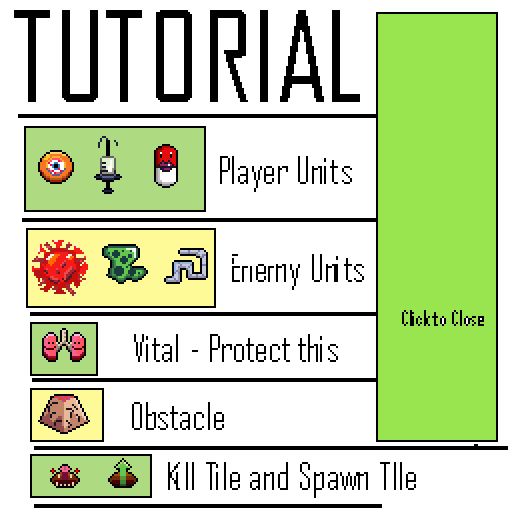 TUTORIAL
Player Units
Enemy Units
Click to Close
Vital - Protect this
Obstacle
Kill Tile and Spawn TIle